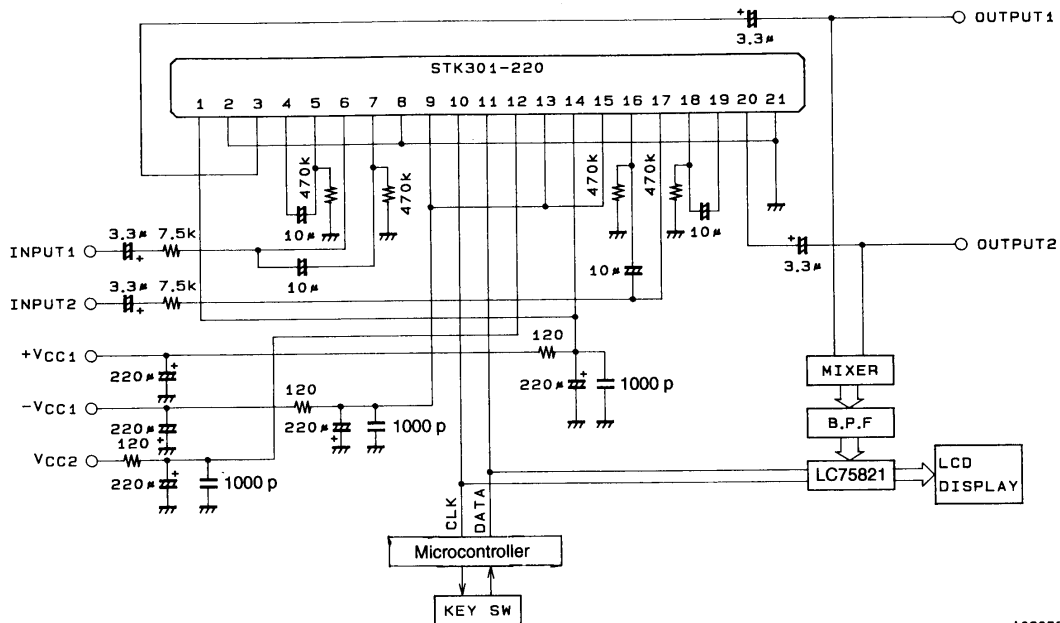 OUTPUT1
+
3.3µ
STK301-220
1 2 3 4 5 6 7 8 9 10 11 12 13 14 15 16 17 18 19 20 21
470k
470k
470k
470k
10µ
10µ
3.3µ 7.5k
+
INPUT1
10µ
10µ
+
3.3µ
OUTPUT2
3.3µ 7.5k
+
INPUT2
120
+VCC1
220µ
+
220µ
+
1000 p
MIXER
120
-VCC1
220µ
+
220µ
+
1000 p
B.P.F
120
VCC2
220µ
+
1000 p
LC75821
LCD
DISPLAY
CLK
DATA
Microcontroller
KEY SW